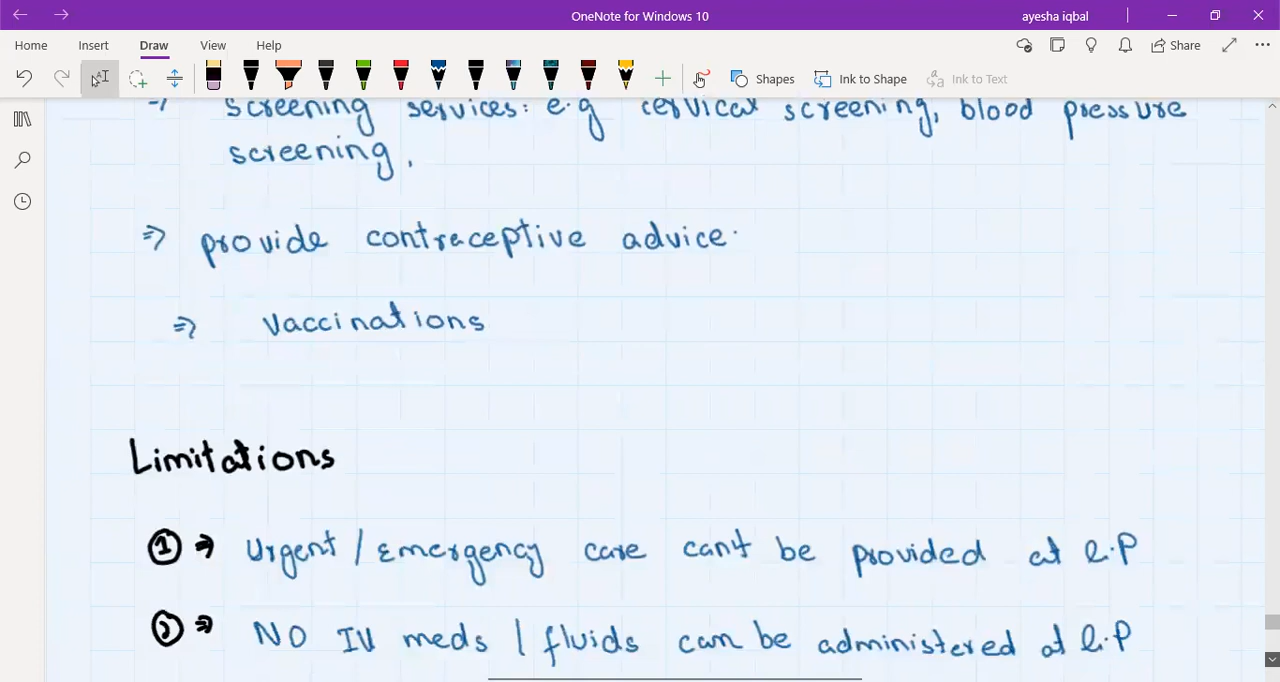 OneNote for Windows 10
ayesha iqbal
Home Insert Draw View Help
Share
Shapes Ink to Shape Ink to Text
⇒ Screening services: e.g cervical screening, blood pressure
screening.
⇒ provide contraceptive advice.
⇒ vaccinations
Limitations
① ⇒ Urgent / Emergency care can't be provided at G.P
② ⇒ NO IV meds / fluids can be administered at G.P